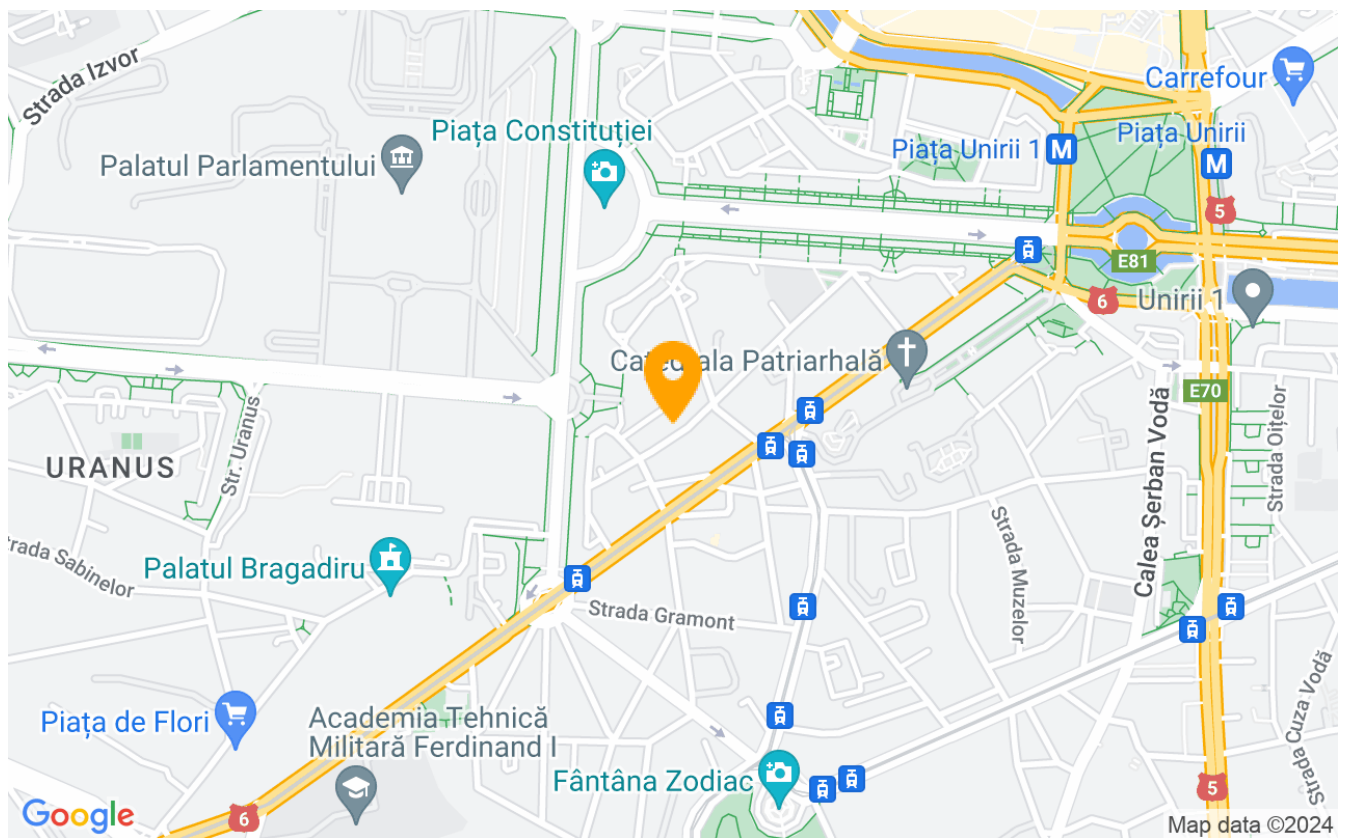 Strada Izvor
Palatul Parlamentului
Piața Constituției
Piața Unirii 1
M
Carrefour
Piața Unirii
M
5
E81
6
Unirii 1
Catedrala Patriarhală
E70
Calea Șerban Vodă
Strada Oițelor
URANUS
Str. Uranus
Strada Muzelor
Palatul Bragadiru
Strada Gramont
Strada Cuza Vodă
Piața de Flori
Academia Tehnică
Militară Ferdinand I
Fântâna Zodiac
5
6
Google
Map data ©2024